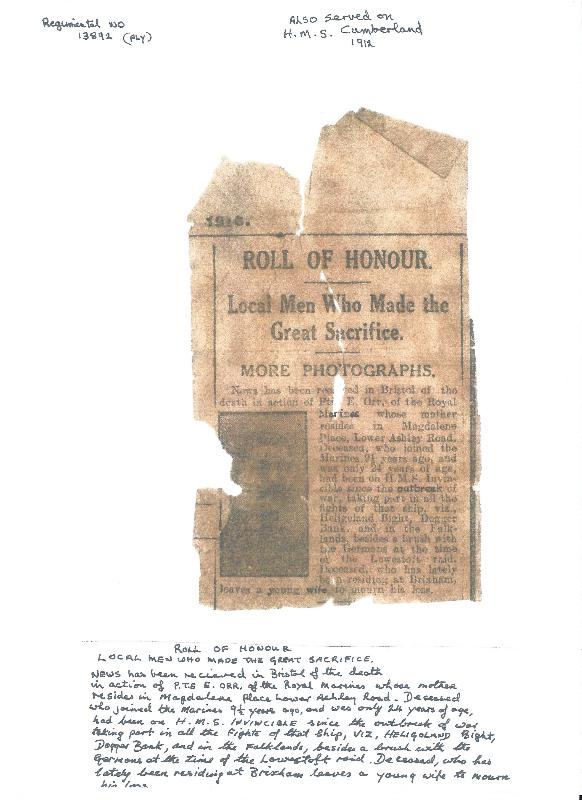 Regimental NO
13892 (PLY)
ALSO served on
H.M.S. Cumberland
1912
1916.
ROLL OF HONOUR.
Local Men Who Made the
Great Sacrifice.
MORE PHOTOGRAPHS.
News has been received in Bristol of the
death in action of Pte. E. Orr, of the Royal
Marines whose mother
resides in Magdalene
Place, Lower Ashley Road.
Deceased, who joined the
Marines 9½ years ago, and
was only 24 years of age,
had been on H.M.S. Invin-
cible since the outbreak of
war, taking part in all the
fights of that ship, viz.,
Heligoland Bight, Dogger
Bank, and in the Falk-
lands, besides a brush with
the Germans at the time
of the Lowestoft raid.
Deceased, who has lately
been residing at Brixham,
leaves a young wife to mourn his loss.
ROLL OF HONOUR
LOCAL MEN WHO MADE THE GREAT SACRIFICE.
NEWS has been recieved in Bristol of the death
in action of P.T.E E. ORR, of the Royal Marines whose mother
resides in Magdalene Place Lower Ashley Road. Deceased
who joined the Marines 9½ years ago, and was only 24 years of age,
had been on H.M.S. INVINCIBLE since the outbreak of war
taking part in all the fights of that ship, VIZ, HELIGOLAND Bight,
Dogger Bank, and in the Falklands, besides a brush with the
Germans at the time of the Lowestoft raid. Deceased, who has
lately been residing at Brixham leaves a young wife to mourn
his loss